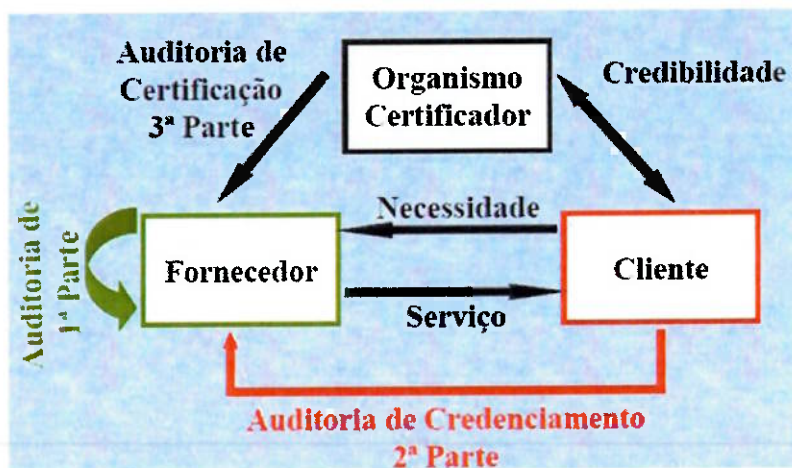 Auditoria de
Certificação
3ª Parte
Organismo
Certificador
Credibilidade
Necessidade
Auditoria de
1ª Parte
Fornecedor
Cliente
Serviço
Auditoria de Credenciamento
2ª Parte